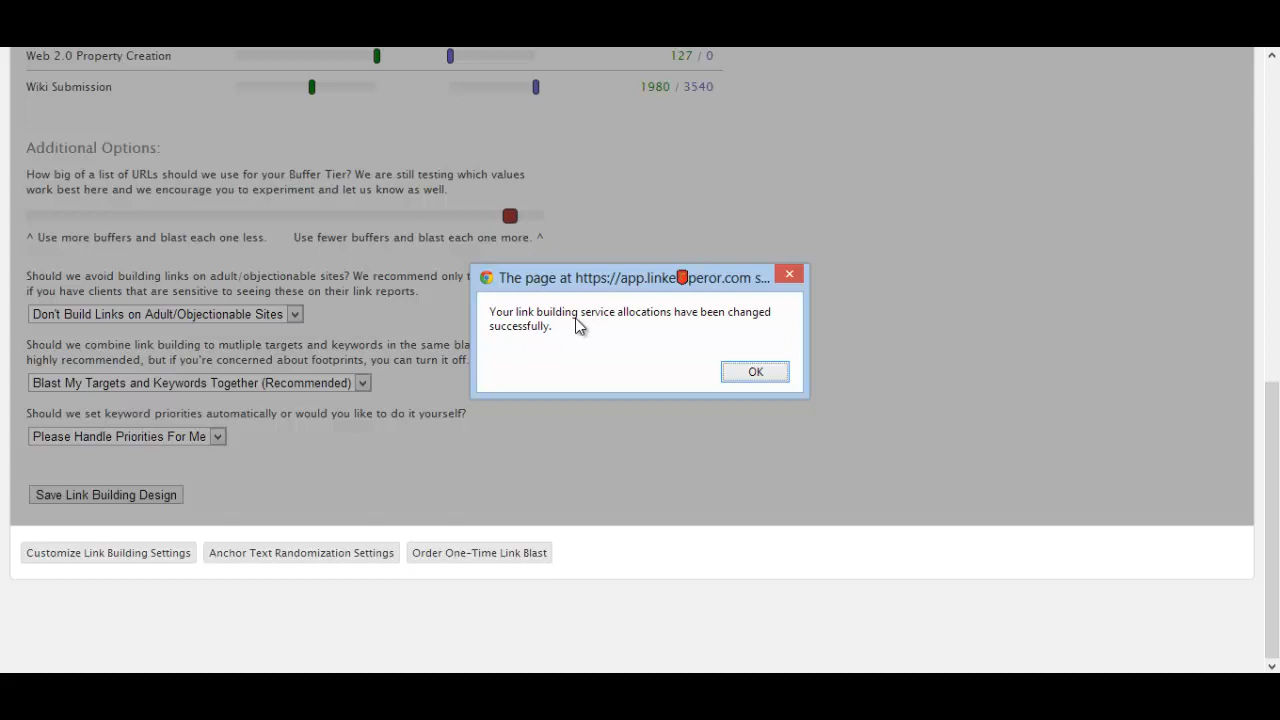 Web 2.0 Property Creation 127 / 0
Wiki Submission 1980 / 3540
Additional Options:
How big of a list of URLs should we use for your Buffer Tier? We are still testing which values
work best here and we encourage you to experiment and let us know as well.
^ Use more buffers and blast each one less. Use fewer buffers and blast each one more. ^
Should we avoid building links on adult/objectionable sites? We recommend only t
if you have clients that are sensitive to seeing these on their link reports.
Don't Build Links on Adult/Objectionable Sites
Should we combine link building to mutliple targets and keywords in the same bla
highly recommended, but if you're concerned about footprints, you can turn it off.
Blast My Targets and Keywords Together (Recommended)
Should we set keyword priorities automatically or would you like to do it yourself?
Please Handle Priorities For Me
Save Link Building Design
The page at https://app.linke peror.com s...
Your link building service allocations have been changed
successfully.
OK
Customize Link Building Settings Anchor Text Randomization Settings Order One-Time Link Blast